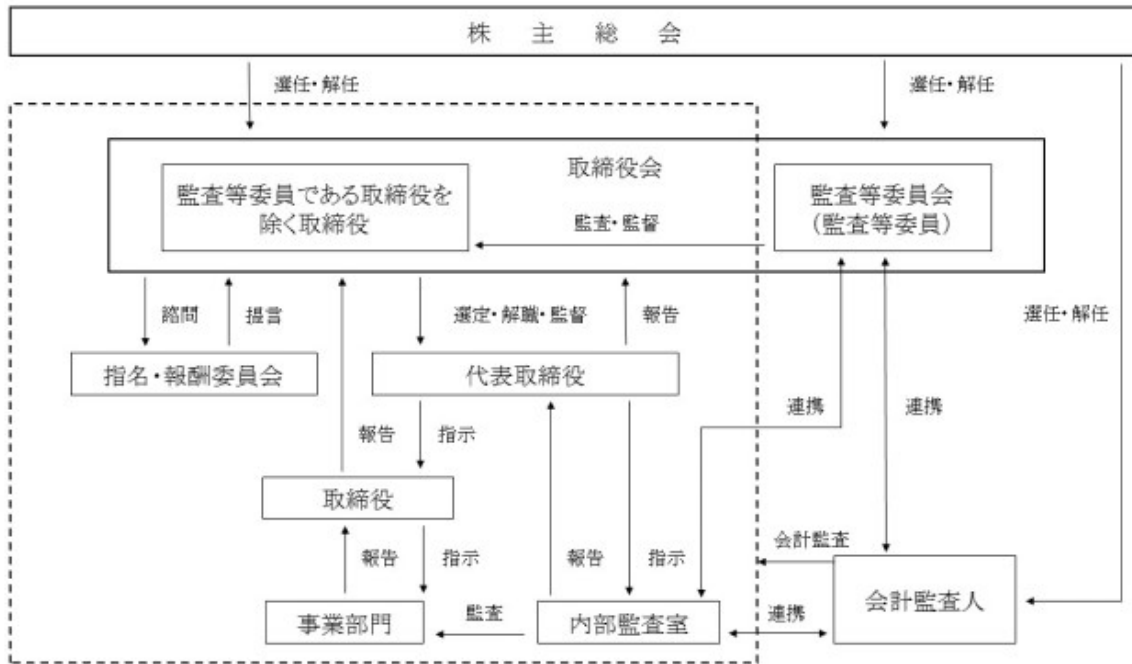 株主総会
選任・解任
選任・解任
取締役会
監査等委員である取締役を
除く取締役
監査等委員会
（監査等委員）
監査・監督
諮問
提言
選定・解職・監督
報告
選任・解任
指名・報酬委員会
代表取締役
連携
連携
報告
指示
取締役
報告
指示
報告
指示
会計監査
事業部門
監査
内部監査室
連携
会計監査人